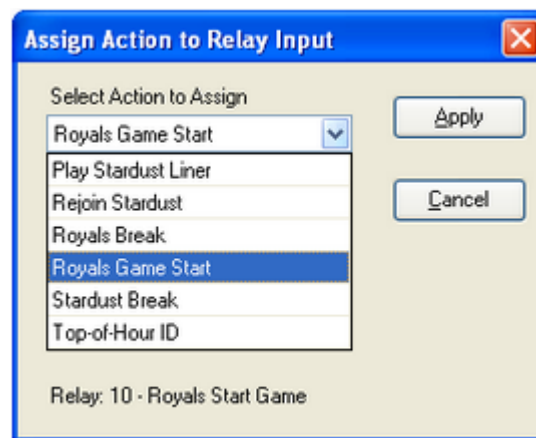 Assign Action to Relay Input
Select Action to Assign
Royals Game Start
Apply
Play Stardust Liner
Rejoin Stardust
Cancel
Royals Break
Royals Game Start
Stardust Break
Top-of-Hour ID
Relay: 10 - Royals Start Game